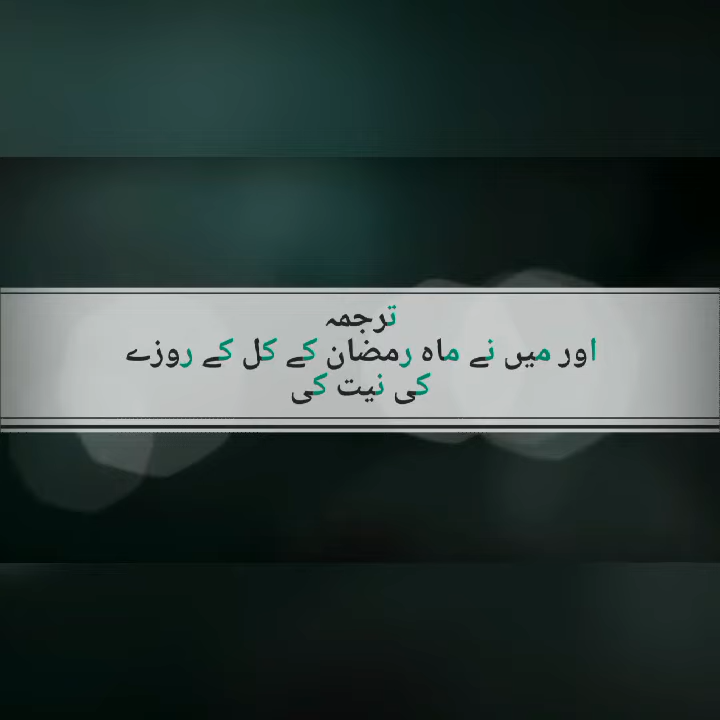 ترجمہ
اور میں نے ماہ رمضان کے کل کے روزے
کی نیت کی